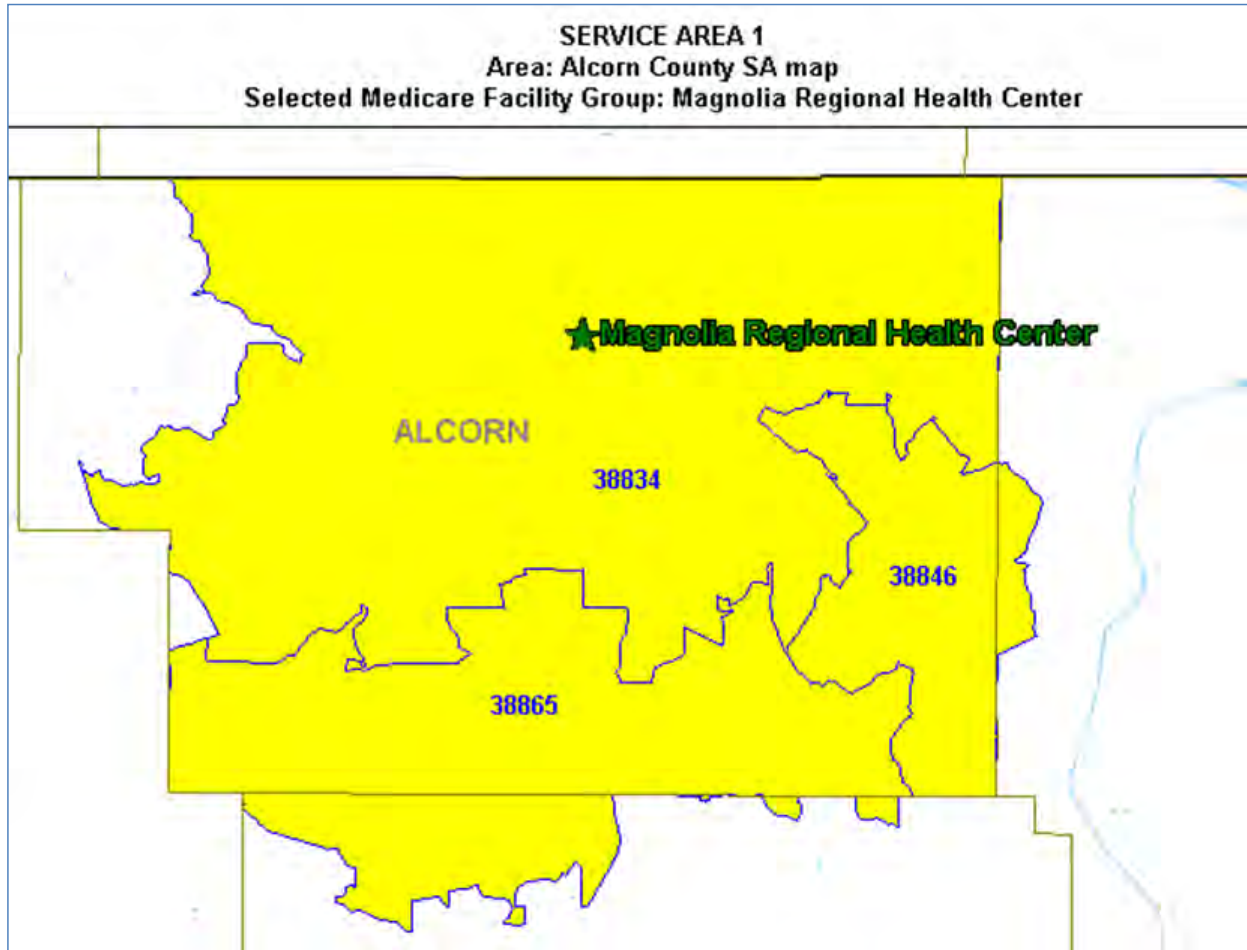 SERVICE AREA 1
Area: Alcorn County SA map
Selected Medicare Facility Group: Magnolia Regional Health Center
Magnolia Regional Health Center
ALCORN
38834
38846
38865